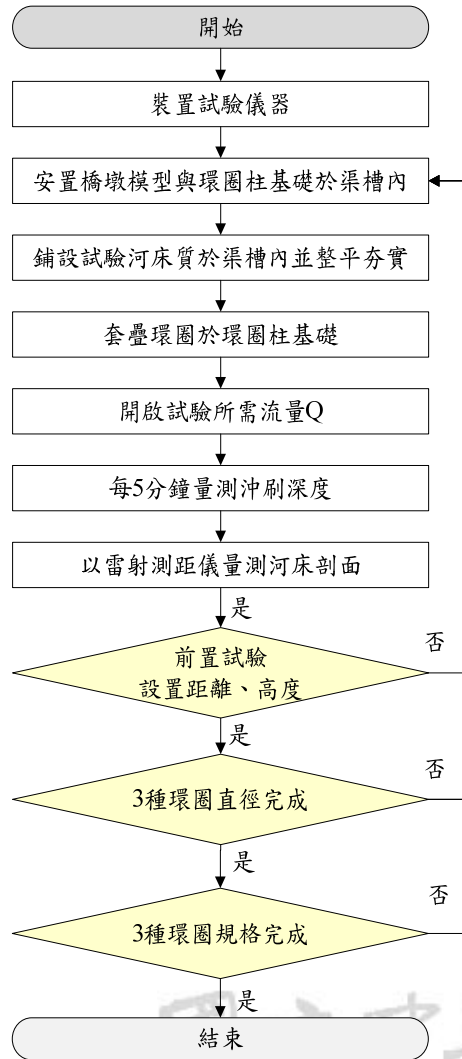 開始
裝置試驗儀器
安置橋墩模型與環圈柱基礎於渠槽內
鋪設試驗河床質於渠槽內並整平夯實
套疊環圈於環圈柱基礎
開啟試驗所需流量Q
每5分鐘量測沖刷深度
以雷射測距儀量測河床剖面
是
前置試驗
設置距離、高度
否
是
3種環圈直徑完成
否
是
3種環圈規格完成
否
是
結束